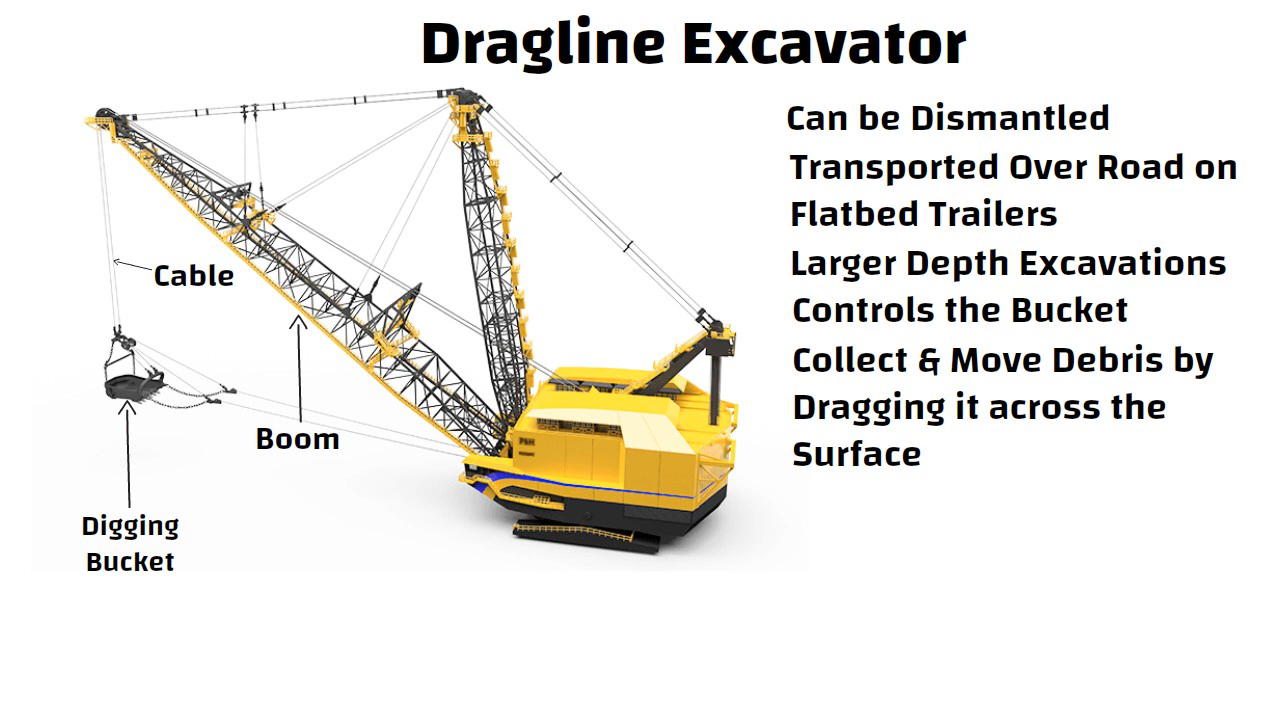 Dragline Excavator
Can be Dismantled
Transported Over Road on
Flatbed Trailers
Larger Depth Excavations
Controls the Bucket
Collect & Move Debris by
Dragging it across the
Surface
Cable
Boom
Digging
Bucket
P&H